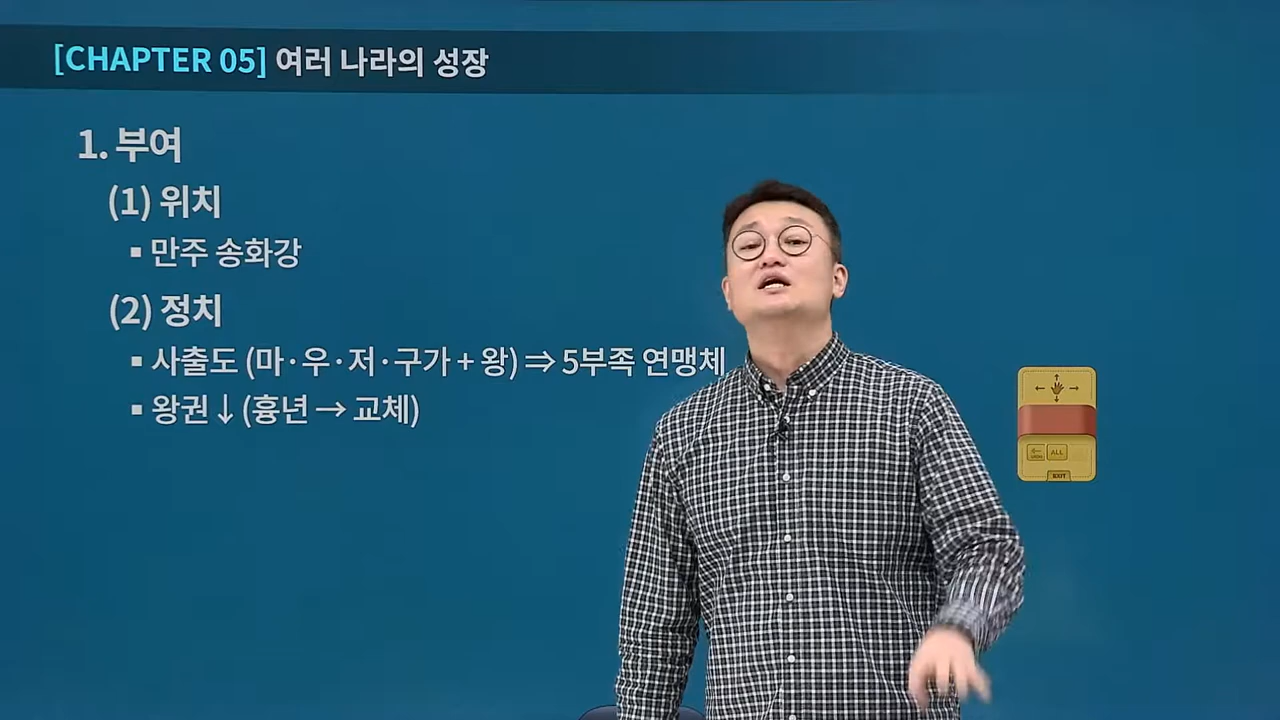 [CHAPTER 05] 여러 나라의 성장
1. 부여
(1) 위치
▪ 만주 송화강
(2) 정치
▪ 사출도 (마·우·저·구가 + 왕) ⇒ 5부족 연맹체
▪ 왕권↓(흉년 → 교체)
ALL
EXIT